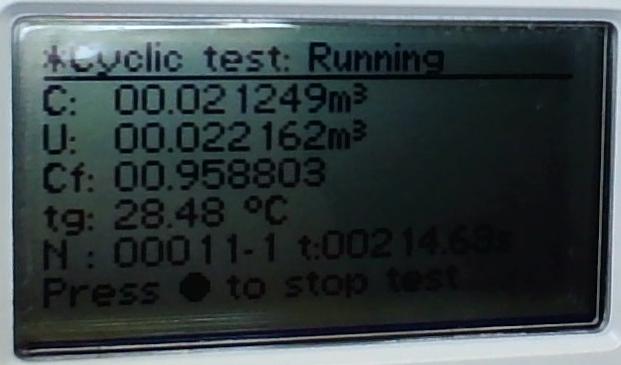 *Cyclic test: Running
C: 00.021249m³
U: 00.022162m³
Cf: 00.958803
tg: 28.48 °C
N : 00011-1 t:00214.63s
Press ● to stop test